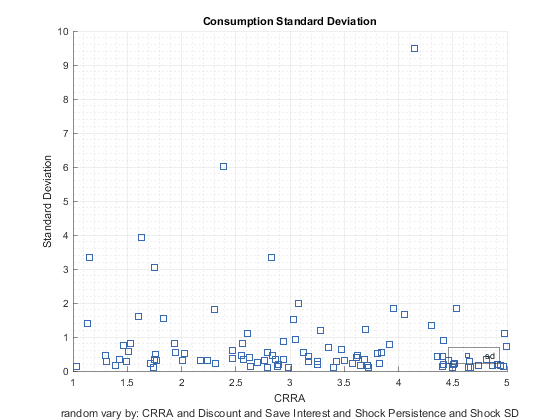 Consumption Standard Deviation
10
9
8
7
6
5
4
3
2
1
0
Standard Deviation
sd
1 1.5 2 2.5 3 3.5 4 4.5 5
CRRA
random vary by: CRRA and Discount and Save Interest and Shock Persistence and Shock SD